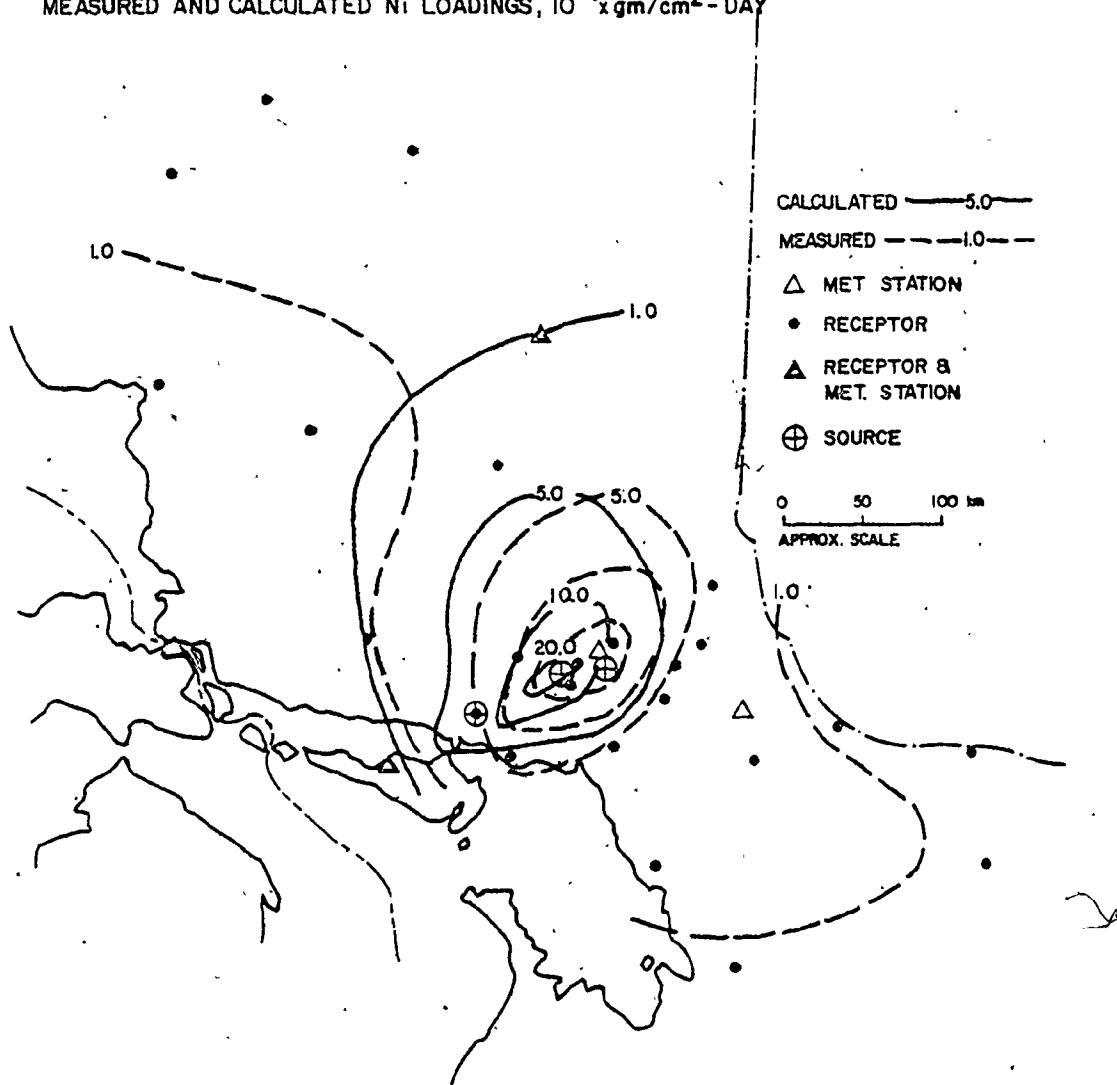 MEASURED AND CALCULATED Ni LOADINGS, 10 x gm/cm² - DAY
1.0
CALCULATED 5.0
MEASURED 1.0
MET STATION
RECEPTOR
RECEPTOR &
MET. STATION
SOURCE
0 50 100 km
APPROX. SCALE
1.0
5.0 5.0
10.0
20.0
1.0